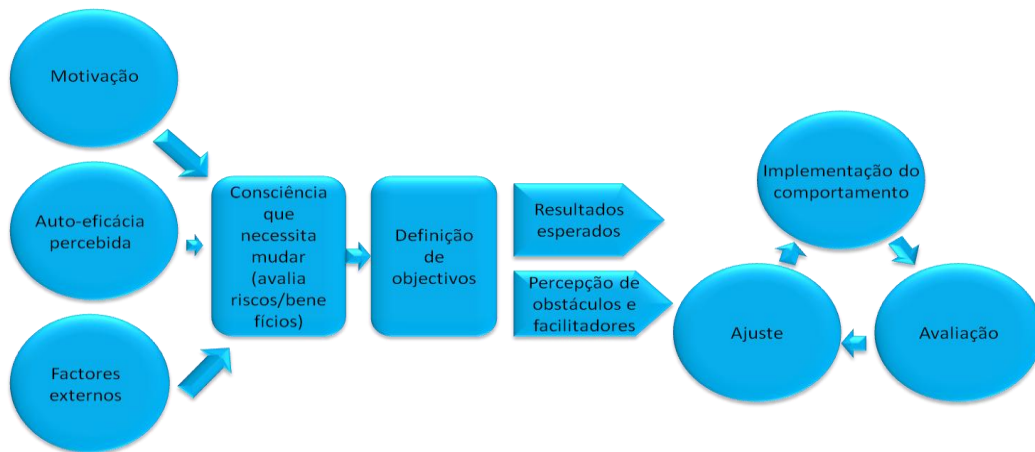 Motivação
Auto-eficácia
percebida
Factores
externos
Consciência
que
necessita
mudar
(avalia
riscos/bene
fícios)
Definição
de
objectivos
Resultados
esperados
Percepção de
obstáculos e
facilitadores
Implementação do
comportamento
Ajuste
Avaliação